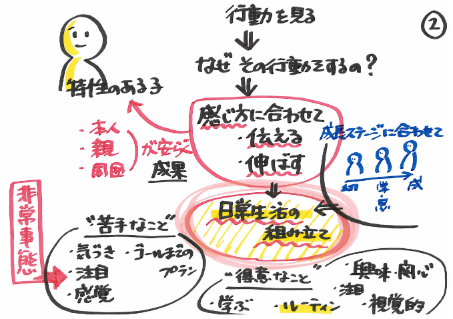 行動を見る
②
なぜ その行動をするの?
特性のある子
感じ方に合わせて
・伝える
・伸ばす
・本人
・親
・周囲
が安らぐ
成果
成長ステージに合わせて
幼
学
思
成
日常生活の
組み立て
非常事態
"苦手なこと"
・気づき
・注目
・感覚
・ゴールまでの
プラン
"得意なこと"
・学ぶ
・ルーティン
・興味・関心
・注目
・視覚的